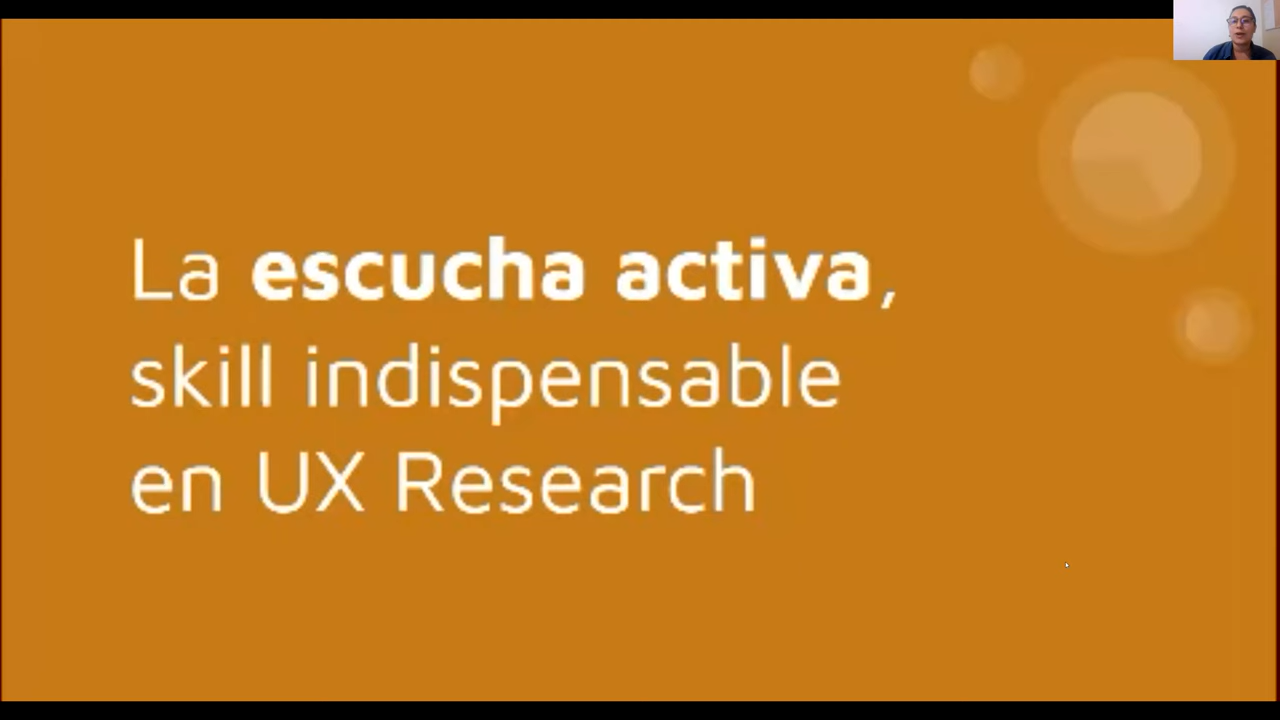 La escucha activa,
skill indispensable
en UX Research